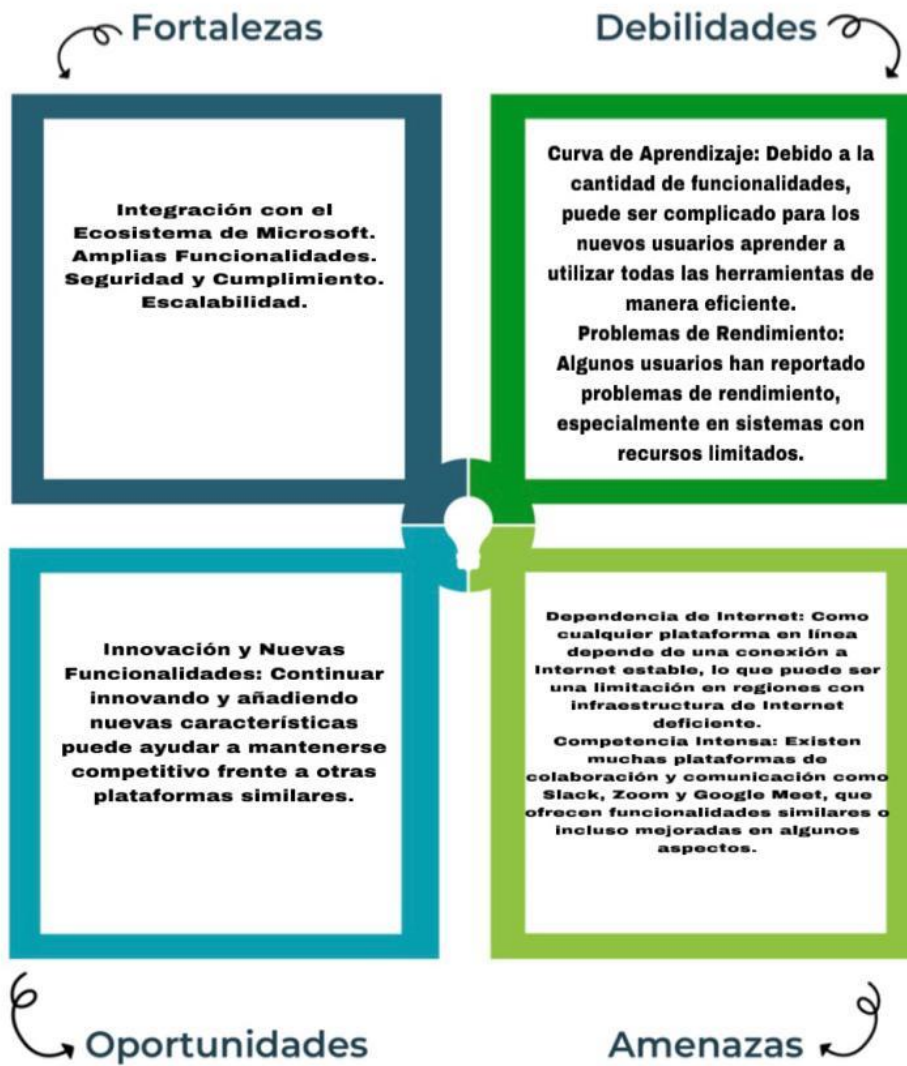 Fortalezas
Integración con el
Ecosistema de Microsoft.
Amplias Funcionalidades.
Seguridad y Cumplimiento.
Escalabilidad.
Debilidades
Curva de Aprendizaje: Debido a la
cantidad de funcionalidades,
puede ser complicado para los
nuevos usuarios aprender a
utilizar todas las herramientas de
manera eficiente.
Problemas de Rendimiento:
Algunos usuarios han reportado
problemas de rendimiento,
especialmente en sistemas con
recursos limitados.
Innovación y Nuevas
Funcionalidades: Continuar
innovando y añadiendo
nuevas características
puede ayudar a mantenerse
competitivo frente a otras
plataformas similares.
Oportunidades
Dependencia de Internet: Como
cualquier plataforma en línea
depende de una conexión a
Internet estable, lo que puede ser
una limitación en regiones con
infraestructura de Internet
deficiente.
Competencia Intensa: Existen
muchas plataformas de
colaboración y comunicación como
Slack, Zoom y Google Meet, que
ofrecen funcionalidades similares o
incluso mejoradas en algunos
aspectos.
Amenazas